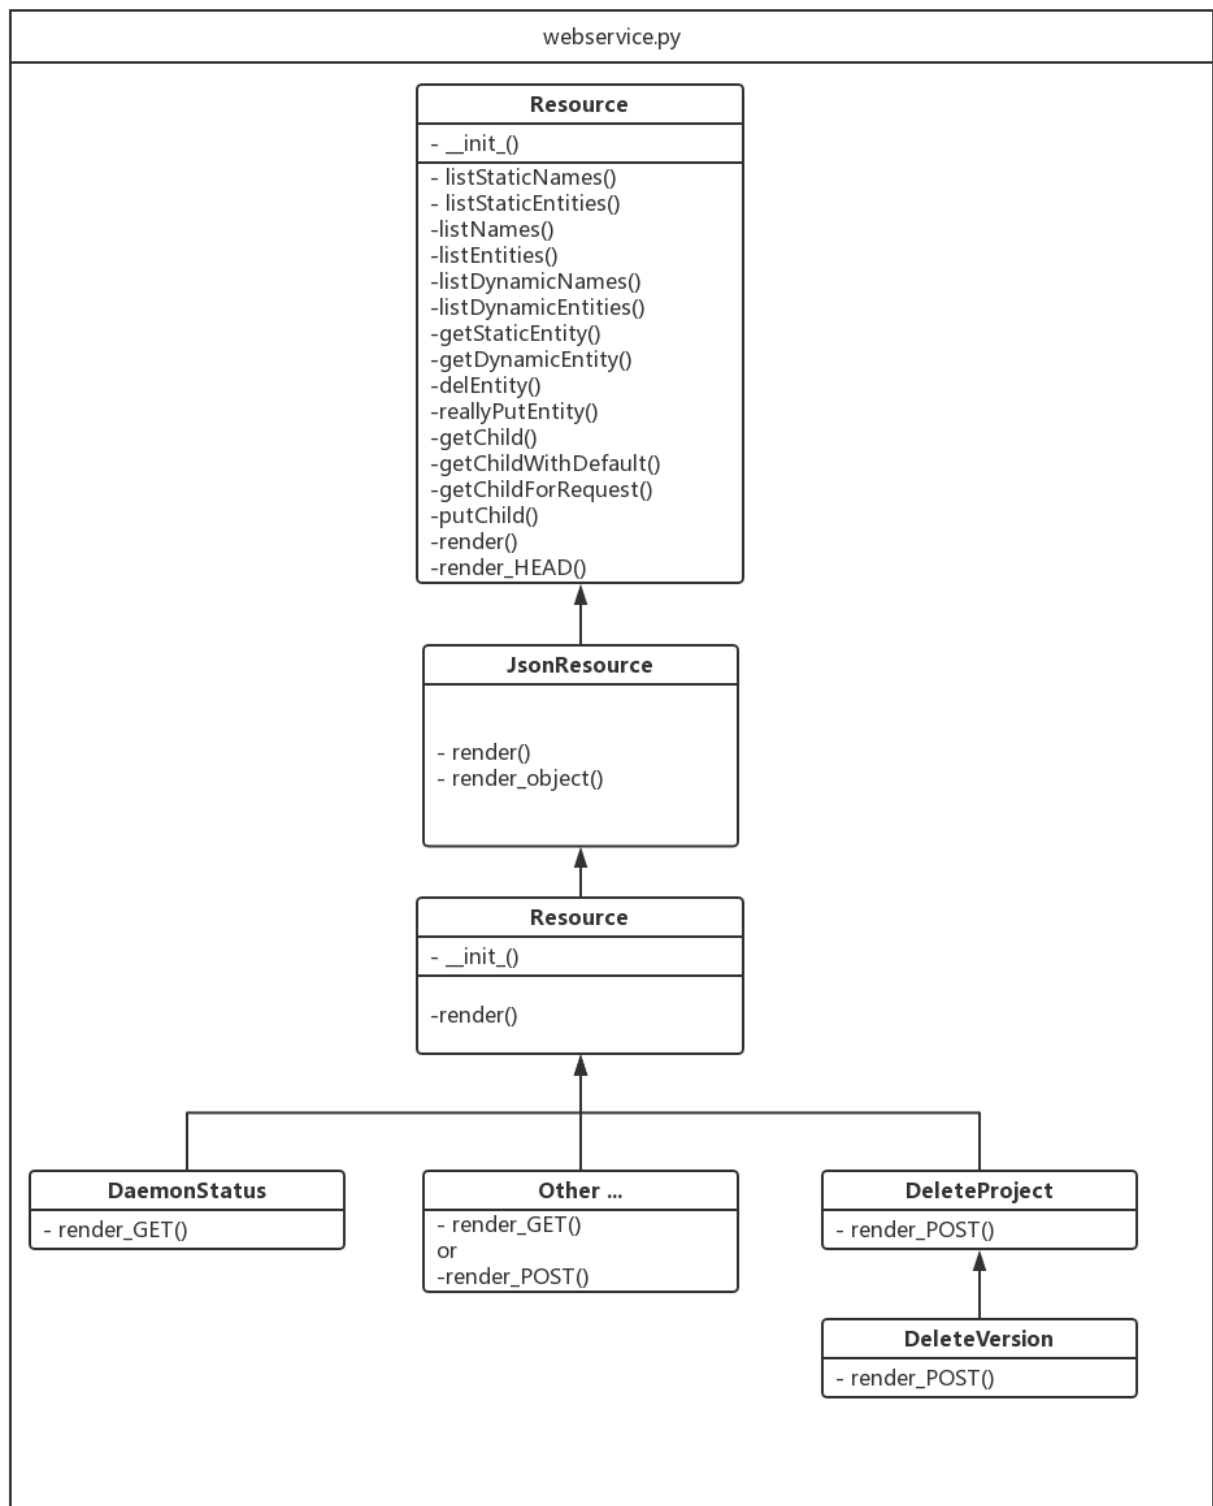 webservice.py
Resource
- __init_()
- listStaticNames()
- listStaticEntities()
-listNames()
-listEntities()
-listDynamicNames()
-listDynamicEntities()
-getStaticEntity()
-getDynamicEntity()
-delEntity()
-reallyPutEntity()
-getChild()
-getChildWithDefault()
-getChildForRequest()
-putChild()
-render()
-render_HEAD()
JsonResource
- render()
- render_object()
Resource
- __init_()
-render()
DaemonStatus
- render_GET()
Other ...
- render_GET()
or
-render_POST()
DeleteProject
- render_POST()
DeleteVersion
- render_POST()